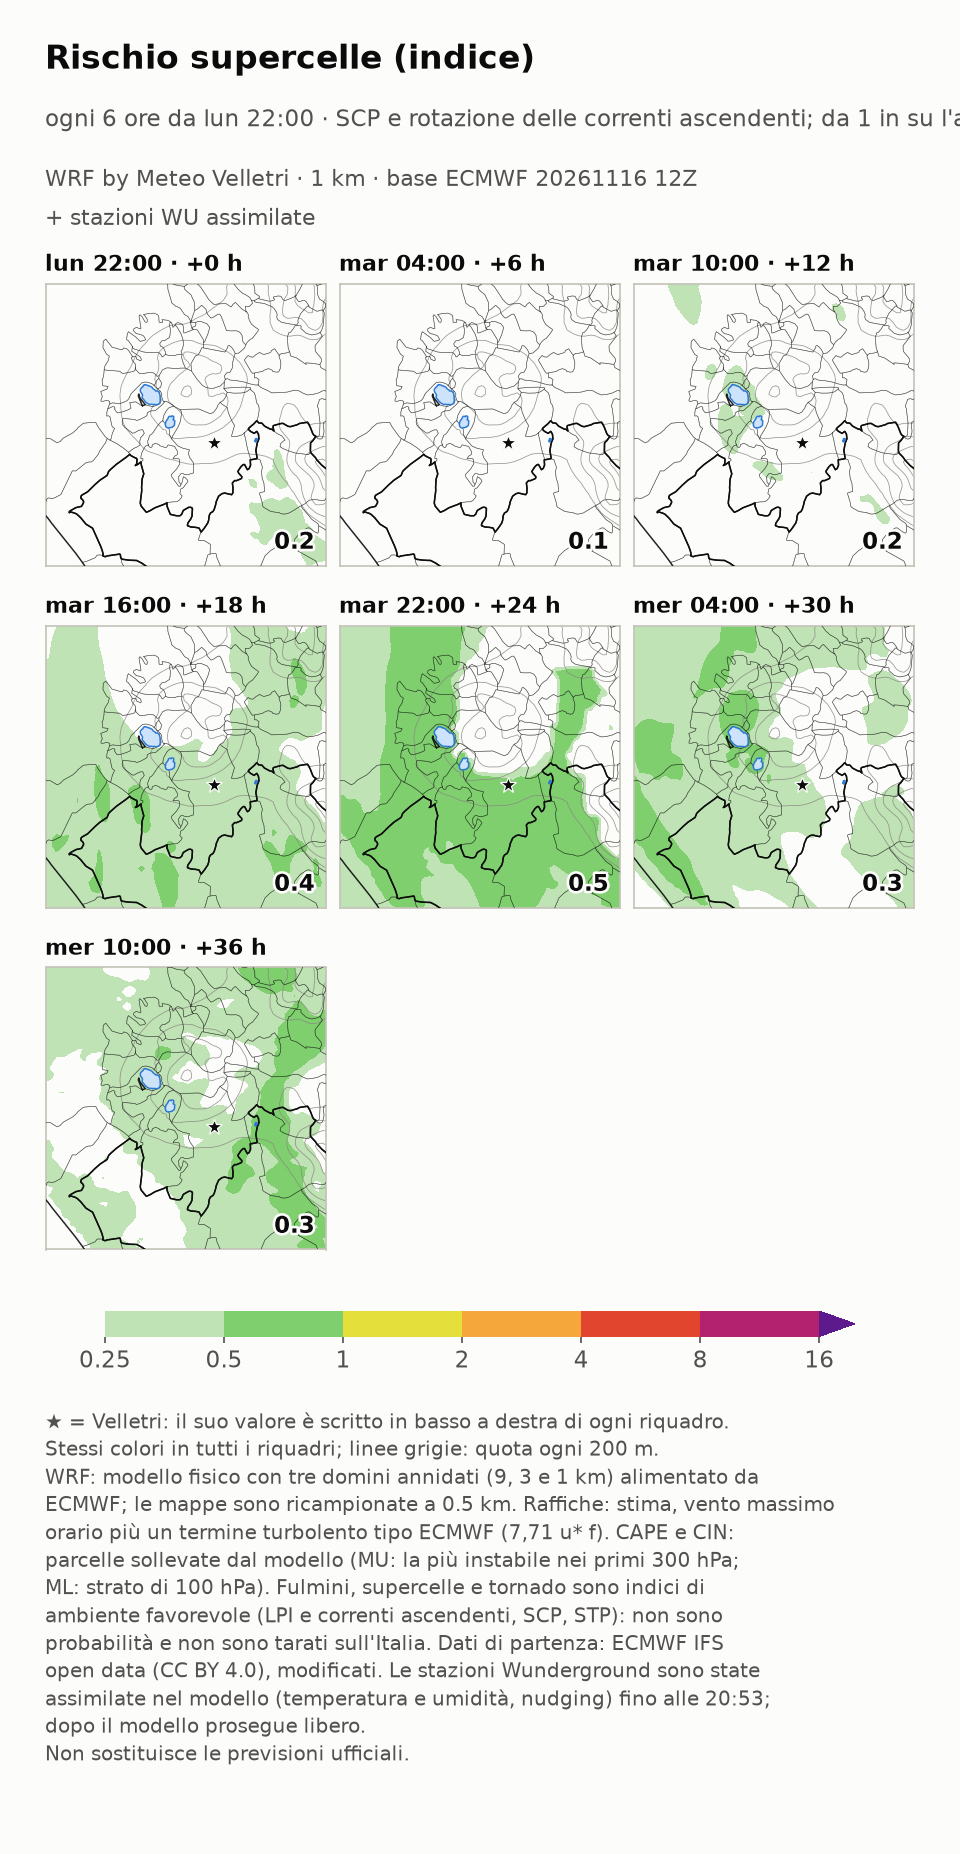 Rischio supercelle (indice)
ogni 6 ore da lun 22:00 · SCP e rotazione delle correnti ascendenti; da 1 in su l'a
WRF by Meteo Velletri · 1 km · base ECMWF 20261116 12Z
+ stazioni WU assimilate
lun 22:00 · +0 h
mar 04:00 · +6 h
mar 10:00 · +12 h
0.2
0.1
0.2
mar 16:00 · +18 h
mar 22:00 · +24 h
mer 04:00 · +30 h
0.4
0.5
0.3
mer 10:00 · +36 h
0.3
0.25 0.5 1 2 4 8 16
★ = Velletri: il suo valore è scritto in basso a destra di ogni riquadro.
Stessi colori in tutti i riquadri; linee grigie: quota ogni 200 m.
WRF: modello fisico con tre domini annidati (9, 3 e 1 km) alimentato da
ECMWF; le mappe sono ricampionate a 0.5 km. Raffiche: stima, vento massimo
orario più un termine turbolento tipo ECMWF (7,71 u* f). CAPE e CIN:
parcelle sollevate dal modello (MU: la più instabile nei primi 300 hPa;
ML: strato di 100 hPa). Fulmini, supercelle e tornado sono indici di
ambiente favorevole (LPI e correnti ascendenti, SCP, STP): non sono
probabilità e non sono tarati sull'Italia. Dati di partenza: ECMWF IFS
open data (CC BY 4.0), modificati. Le stazioni Wunderground sono state
assimilate nel modello (temperatura e umidità, nudging) fino alle 20:53;
dopo il modello prosegue libero.
Non sostituisce le previsioni ufficiali.